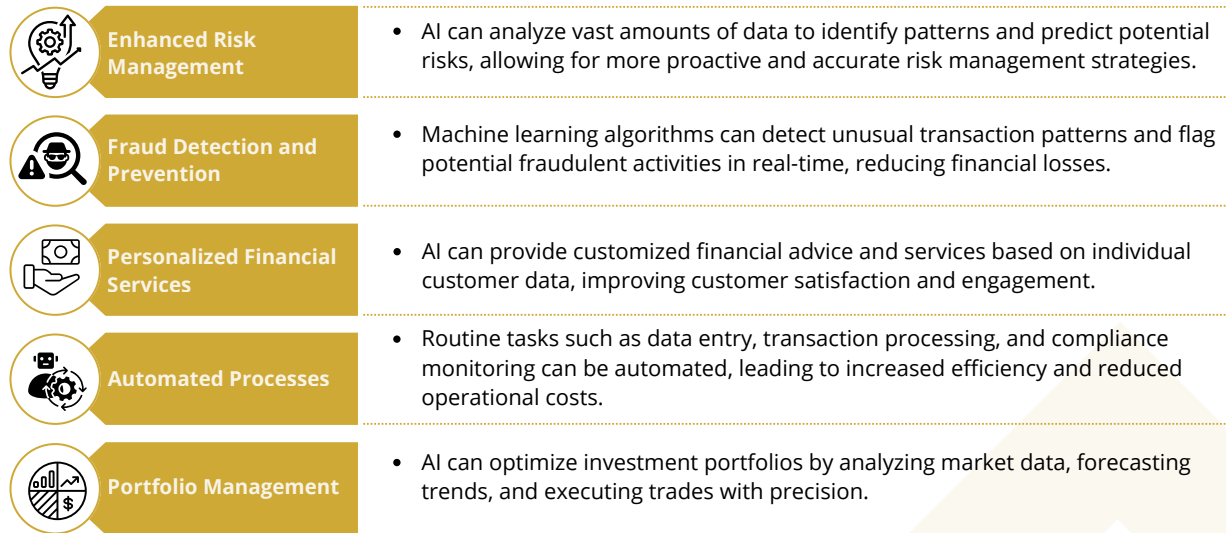 Enhanced Risk
Management
• AI can analyze vast amounts of data to identify patterns and predict potential
risks, allowing for more proactive and accurate risk management strategies.
Fraud Detection and
Prevention
• Machine learning algorithms can detect unusual transaction patterns and flag
potential fraudulent activities in real-time, reducing financial losses.
Personalized Financial
Services
• AI can provide customized financial advice and services based on individual
customer data, improving customer satisfaction and engagement.
Automated Processes
• Routine tasks such as data entry, transaction processing, and compliance
monitoring can be automated, leading to increased efficiency and reduced
operational costs.
Portfolio Management
• AI can optimize investment portfolios by analyzing market data, forecasting
trends, and executing trades with precision.
$